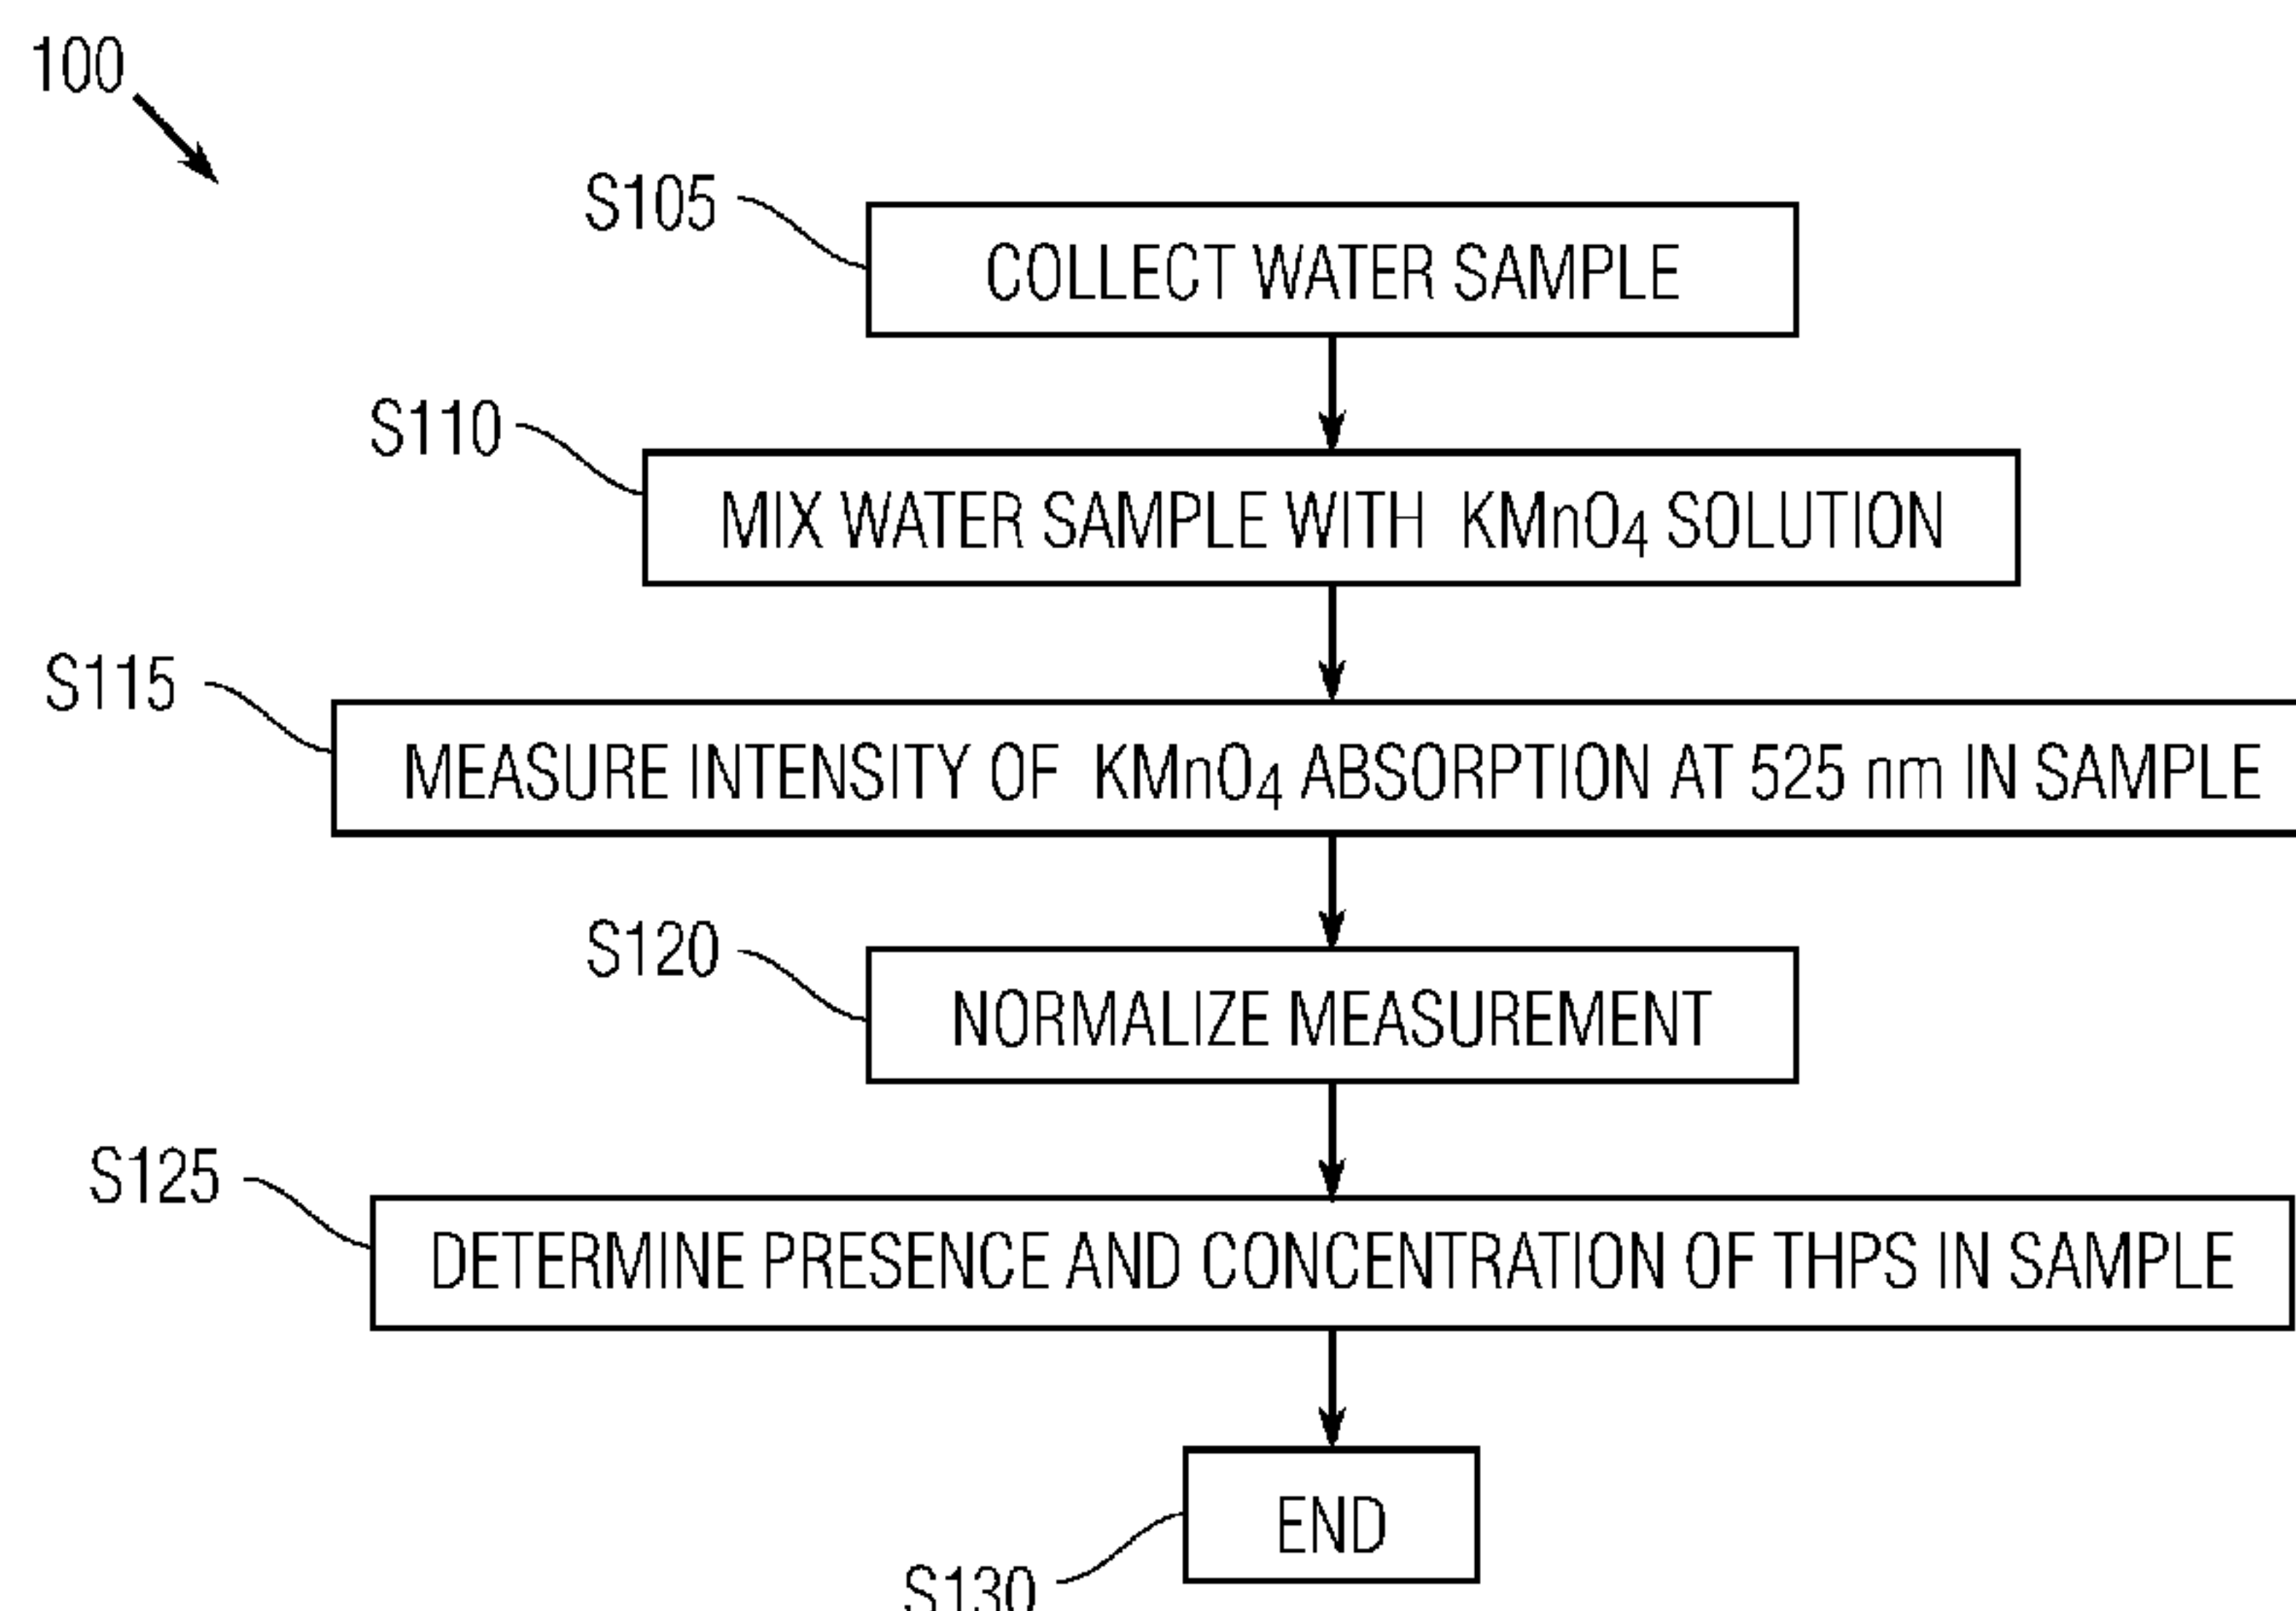 100
S105
COLLECT WATER SAMPLE
S110
MIX WATER SAMPLE WITH KMnO₄ SOLUTION
S115
MEASURE INTENSITY OF KMnO₄ ABSORPTION AT 525 nm IN SAMPLE
S120
NORMALIZE MEASUREMENT
S125
DETERMINE PRESENCE AND CONCENTRATION OF THPS IN SAMPLE
END
S130